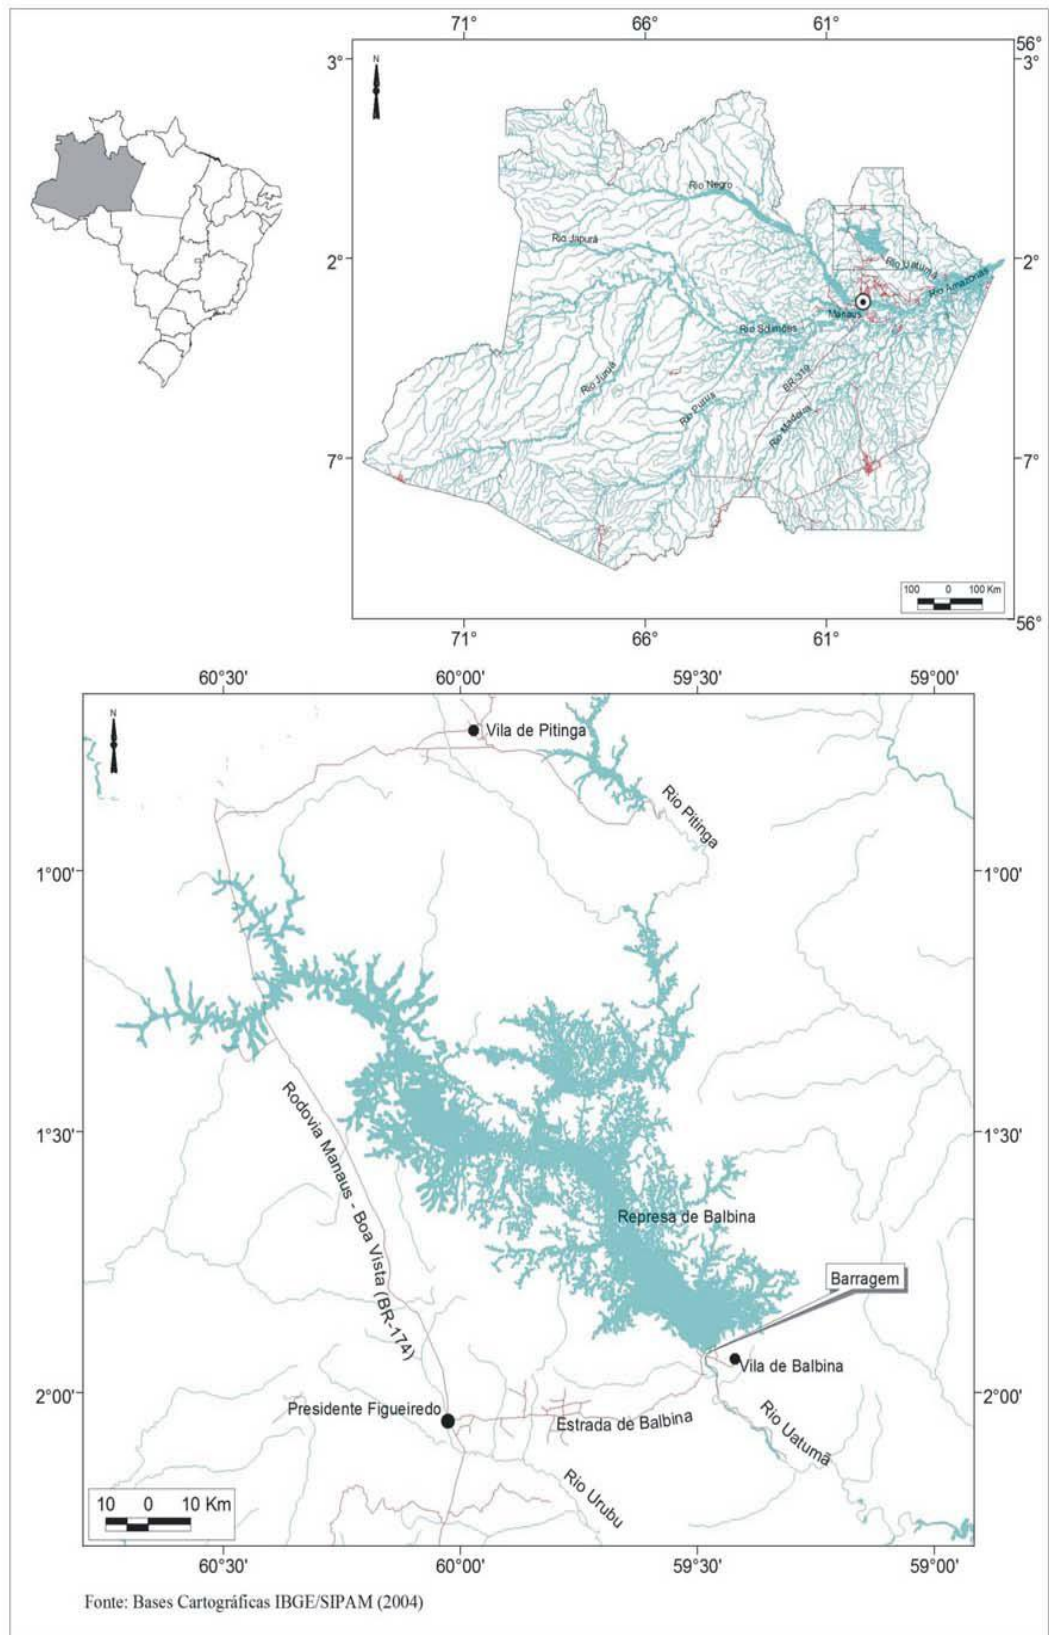 71°
66°
61°
56°
3°
3°
N
Rio Negro
Rio Japurá
2°
2°
Rio Uatumã
Rio Amazonas
Manaus
Rio Solimões
BR-319
Rio Juruá
Rio Purus
Rio Madeira
7°
7°
100 0 100 Km
56°
71°
66°
61°
60°30'
60°00'
59°30'
59°00'
N
Vila de Pitinga
Rio Pitinga
1°00'
1°00'
Rodovia Manaus - Boa Vista (BR-174)
1°30'
1°30'
Represa de Balbina
Barragem
Vila de Balbina
2°00'
2°00'
Presidente Figueiredo
Estrada de Balbina
Rio Uatumã
Rio Urubu
10 0 10 Km
60°30'
60°00'
59°30'
59°00'
Fonte: Bases Cartográficas IBGE/SIPAM (2004)